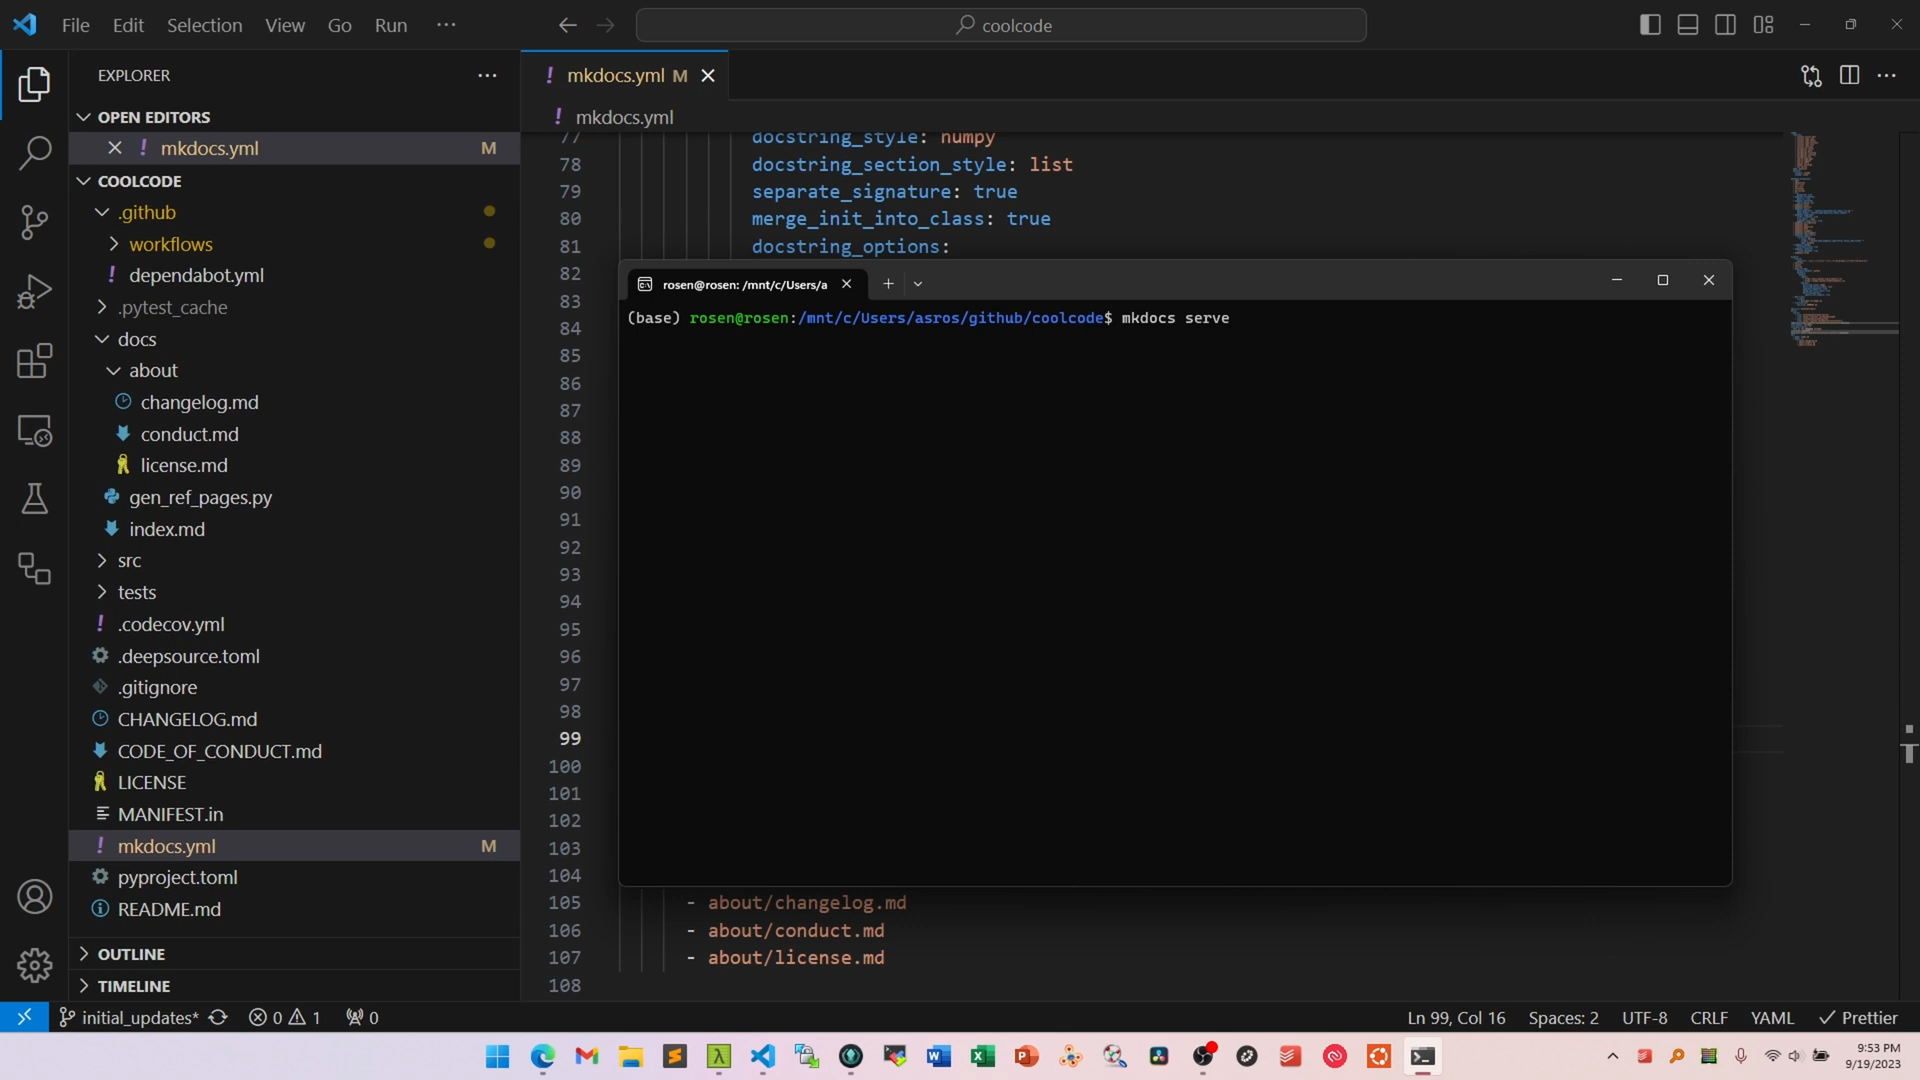 File Edit Selection View Go Run ···
coolcode
EXPLORER
OPEN EDITORS
mkdocs.yml M
COOLCODE
.github
workflows
dependabot.yml
.pytest_cache
docs
about
changelog.md
conduct.md
license.md
gen_ref_pages.py
index.md
src
tests
.codecov.yml
.deepsource.toml
.gitignore
CHANGELOG.md
CODE_OF_CONDUCT.md
LICENSE
MANIFEST.in
mkdocs.yml M
pyproject.toml
README.md
OUTLINE
TIMELINE
mkdocs.yml M
mkdocs.yml
77 docstring_style: numpy
78 docstring_section_style: list
79 separate_signature: true
80 merge_init_into_class: true
81 docstring_options:
82
83
84
85
86
87
88
89
90
91
92
93
94
95
96
97
98
99
100
101
102
103
104
105 - about/changelog.md
106 - about/conduct.md
107 - about/license.md
108
rosen@rosen: /mnt/c/Users/a
(base) rosen@rosen:/mnt/c/Users/asros/github/coolcode$ mkdocs serve
initial_updates* 0 1 0
Ln 99, Col 16 Spaces: 2 UTF-8 CRLF YAML Prettier
9:53 PM
9/19/2023